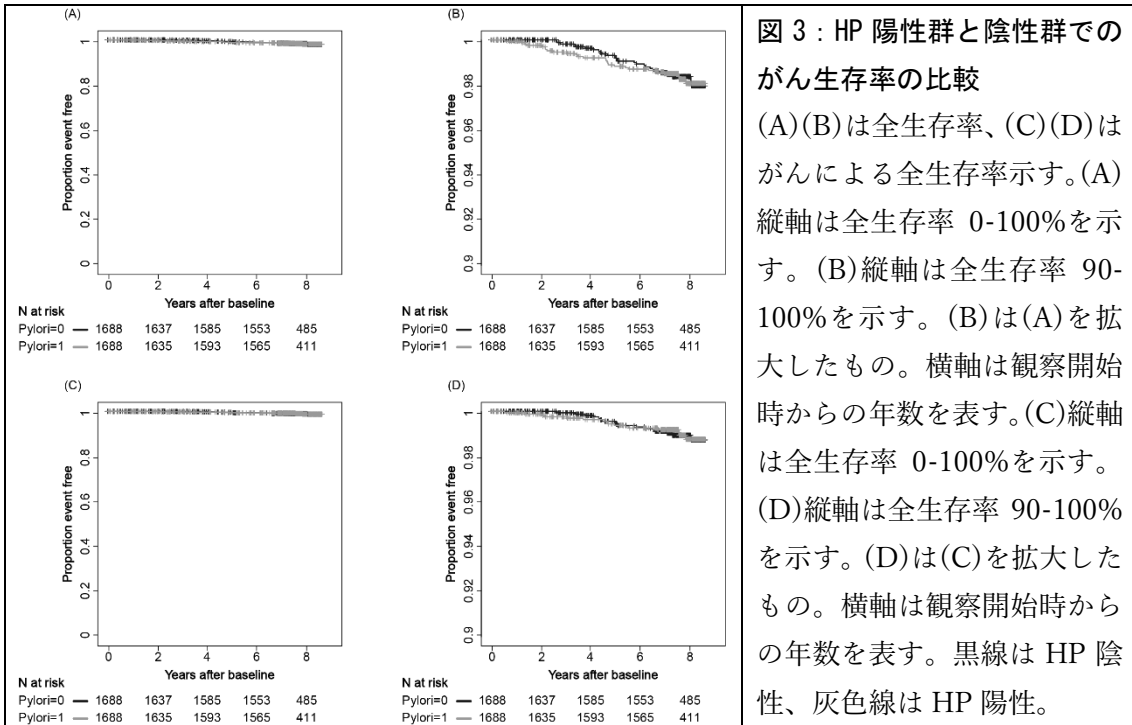 (A)
Proportion event free
1
0.8
0.6
0.4
0.2
0
0 2 4 6 8
Years after baseline
N at risk
Pylori=0 1688 1637 1585 1553 485
Pylori=1 1688 1635 1593 1565 411
(B)
Proportion event free
1
0.98
0.96
0.94
0.92
0.9
0 2 4 6 8
Years after baseline
N at risk
Pylori=0 1688 1637 1585 1553 485
Pylori=1 1688 1635 1593 1565 411
(C)
Proportion event free
1
0.8
0.6
0.4
0.2
0
0 2 4 6 8
Years after baseline
N at risk
Pylori=0 1688 1637 1585 1553 485
Pylori=1 1688 1635 1593 1565 411
(D)
Proportion event free
1
0.98
0.96
0.94
0.92
0.9
0 2 4 6 8
Years after baseline
N at risk
Pylori=0 1688 1637 1585 1553 485
Pylori=1 1688 1635 1593 1565 411
図 3：HP 陽性群と陰性群での
がん生存率の比較
(A)(B)は全生存率、(C)(D)は
がんによる全生存率示す。(A)
縦軸は全生存率 0-100%を示
す。(B)縦軸は全生存率 90-
100%を示す。(B)は(A)を拡
大したもの。横軸は観察開始
時からの年数を表す。(C)縦軸
は全生存率 0-100%を示す。
(D)縦軸は全生存率 90-100%
を示す。(D)は(C)を拡大した
もの。横軸は観察開始時から
の年数を表す。黒線は HP 陰
性、灰色線は HP 陽性。